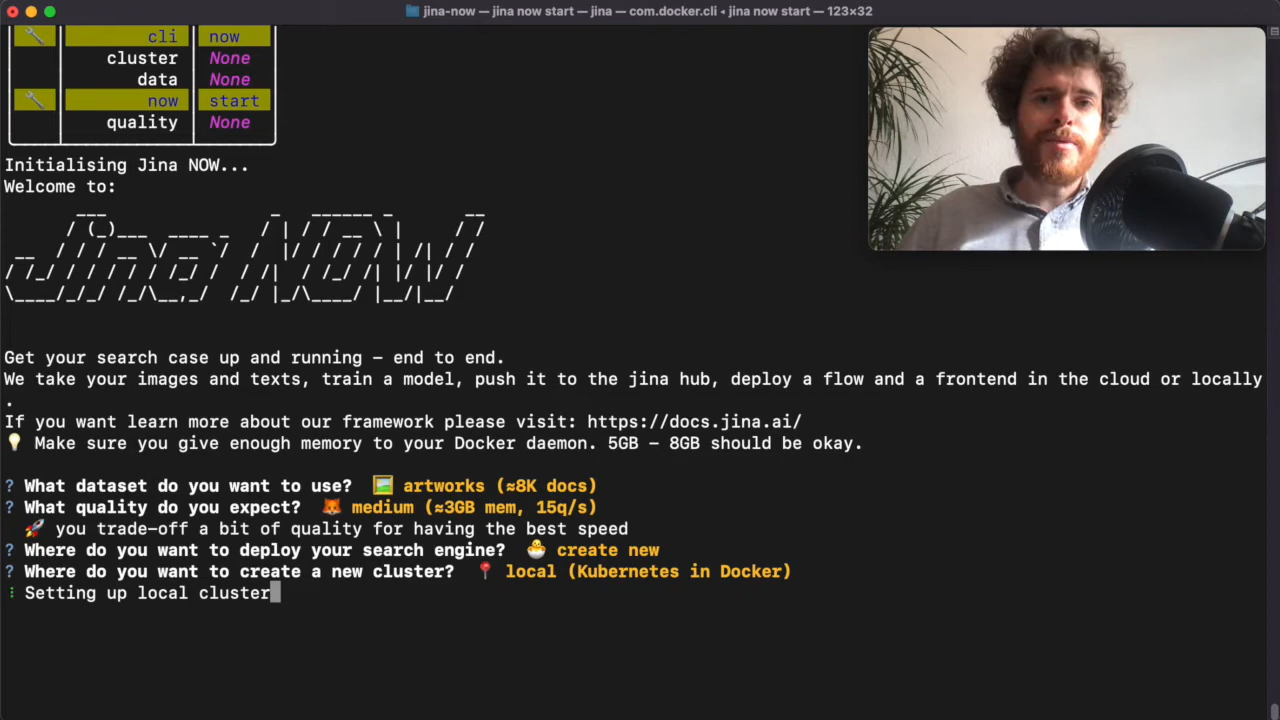 jina-now — jina now start — jina — com.docker.cli ◂ jina now start — 123×32
cli now
cluster None
data None
now start
quality None
Initialising Jina NOW...
Welcome to:
Jina NOW
Get your search case up and running - end to end.
We take your images and texts, train a model, push it to the jina hub, deploy a flow and a frontend in the cloud or locally
.
If you want learn more about our framework please visit: https://docs.jina.ai/
💡 Make sure you give enough memory to your Docker daemon. 5GB - 8GB should be okay.
? What dataset do you want to use? 🖼 artworks (≈8K docs)
? What quality do you expect? 🦊 medium (≈3GB mem, 15q/s)
🚀 you trade-off a bit of quality for having the best speed
? Where do you want to deploy your search engine? 🐣 create new
? Where do you want to create a new cluster? 📍 local (Kubernetes in Docker)
⠇ Setting up local cluster